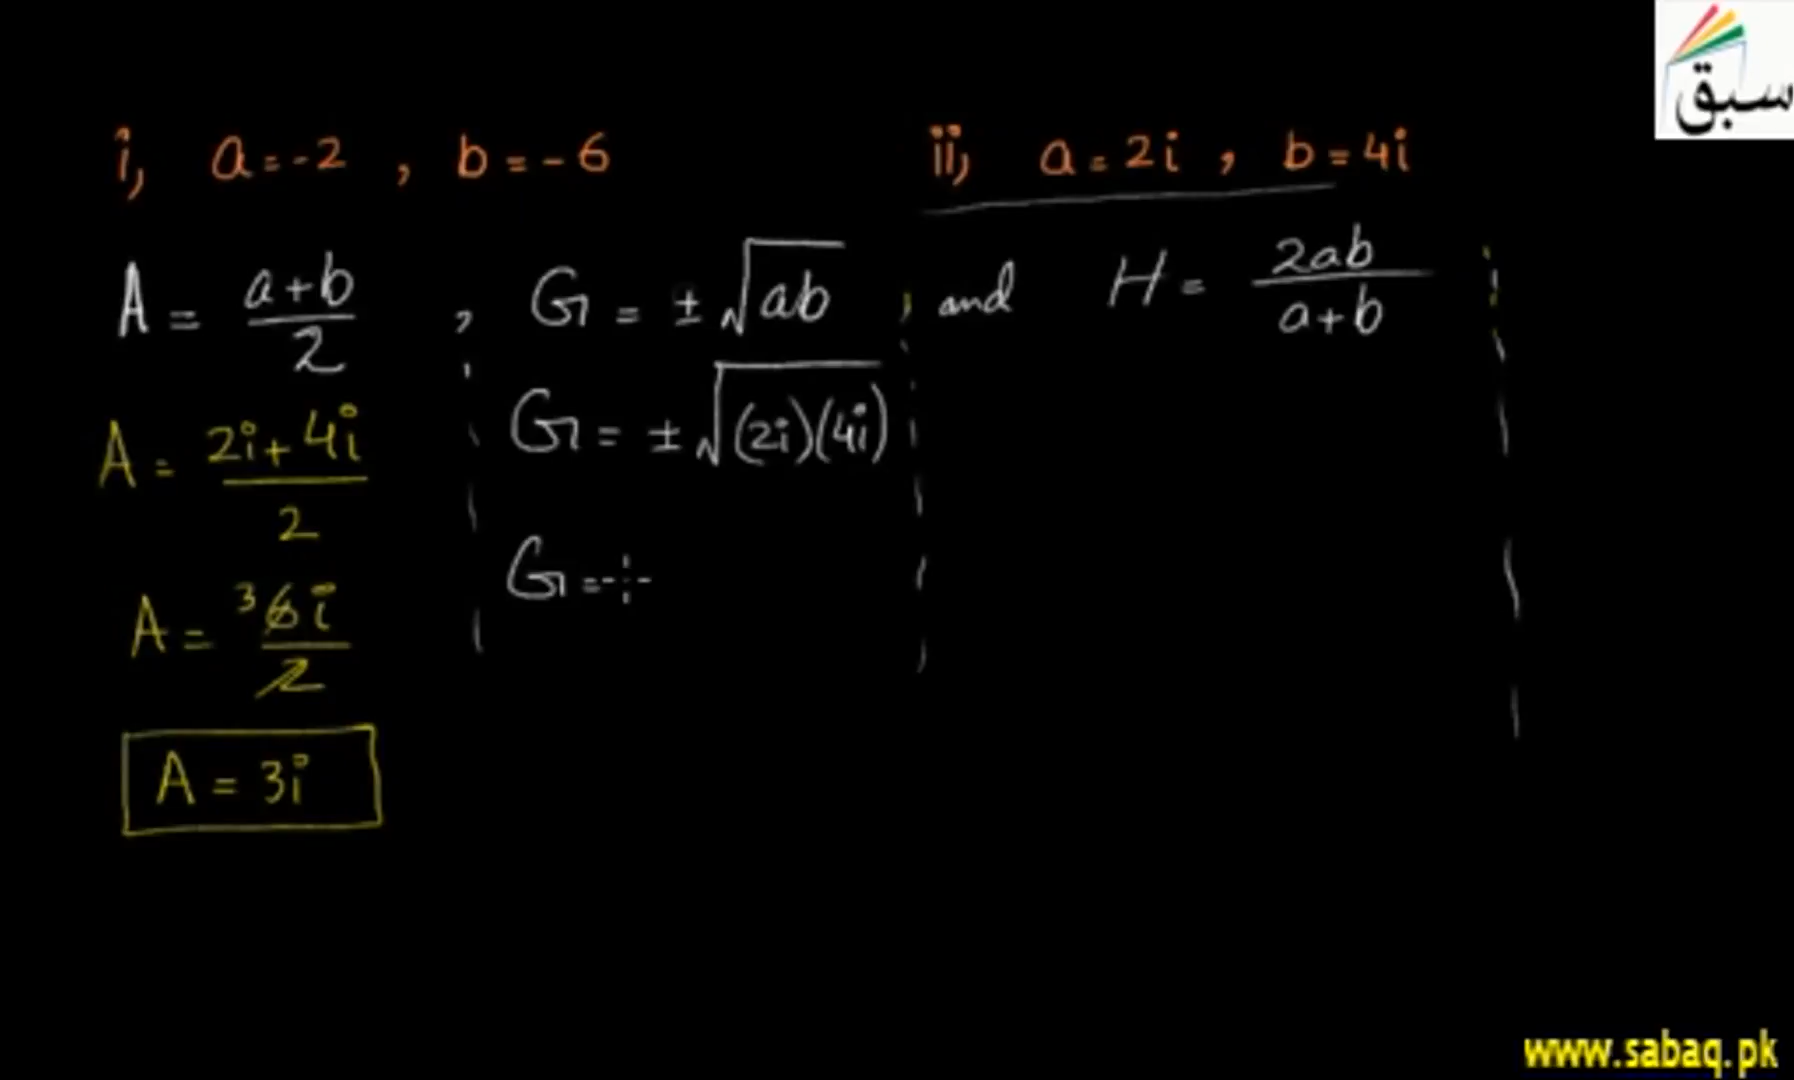 سبق
i, a = -2 , b = -6
ii, a = 2i , b = 4i
A = a+b/2 , G = ±√ab , and H = 2ab/a+b ;
A = 2i+4i/2
G = ±√(2i)(4i)
A = ³6i/2
G = -
A = 3i
www.sabaq.pk